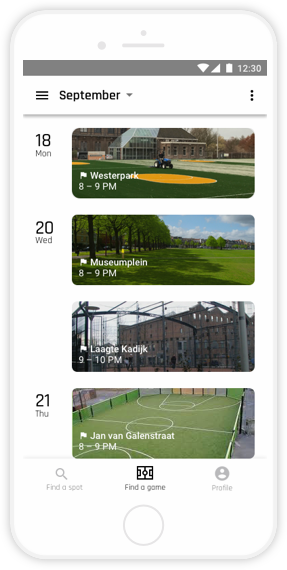 12:30
September
18
Mon
Westerpark
8 – 9 PM
20
Wed
Museumplein
8 – 9 PM
Laagte Kadijk
9 – 10 PM
21
Thu
Jan van Galenstraat
8 – 9 PM
Find a spot
Find a game
Profile